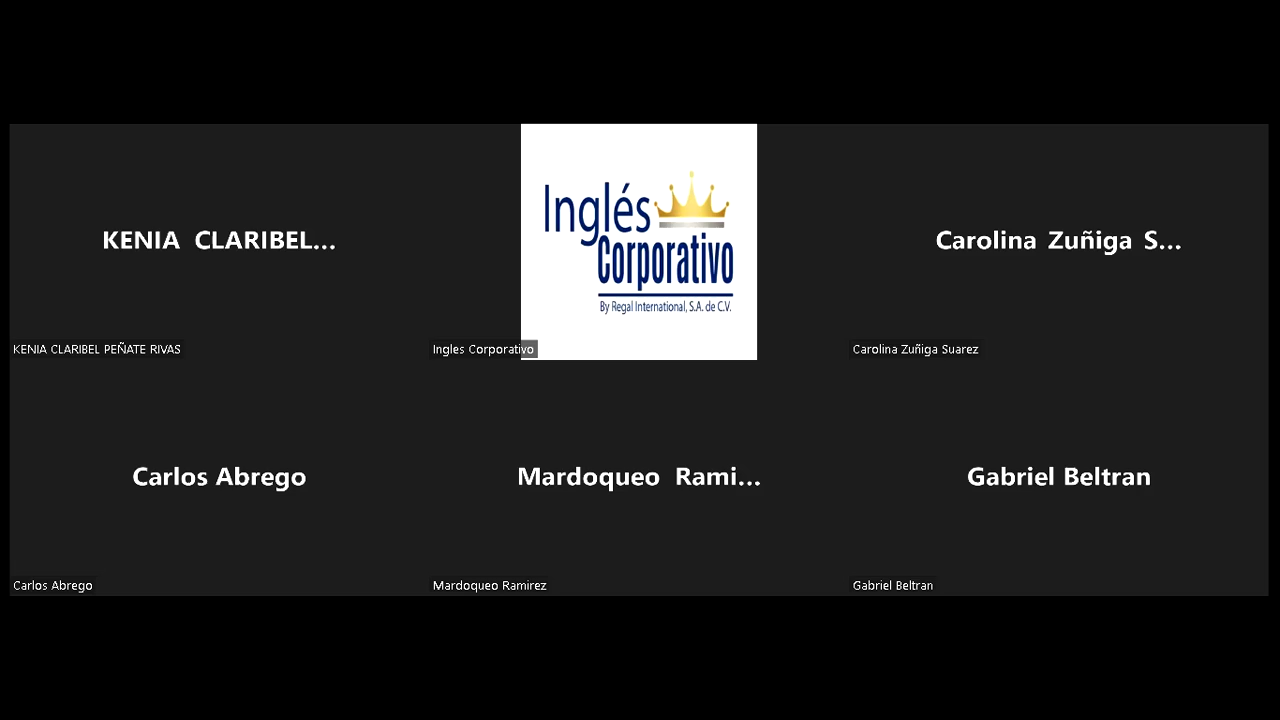 KENIA CLARIBEL...
KENIA CLARIBEL PEÑATE RIVAS
Inglés
Corporativo
By Regal International, S.A. de C.V.
Ingles Corporativo
Carolina Zuñiga S...
Carolina Zuñiga Suarez
Carlos Abrego
Carlos Abrego
Mardoqueo Rami...
Mardoqueo Ramirez
Gabriel Beltran
Gabriel Beltran